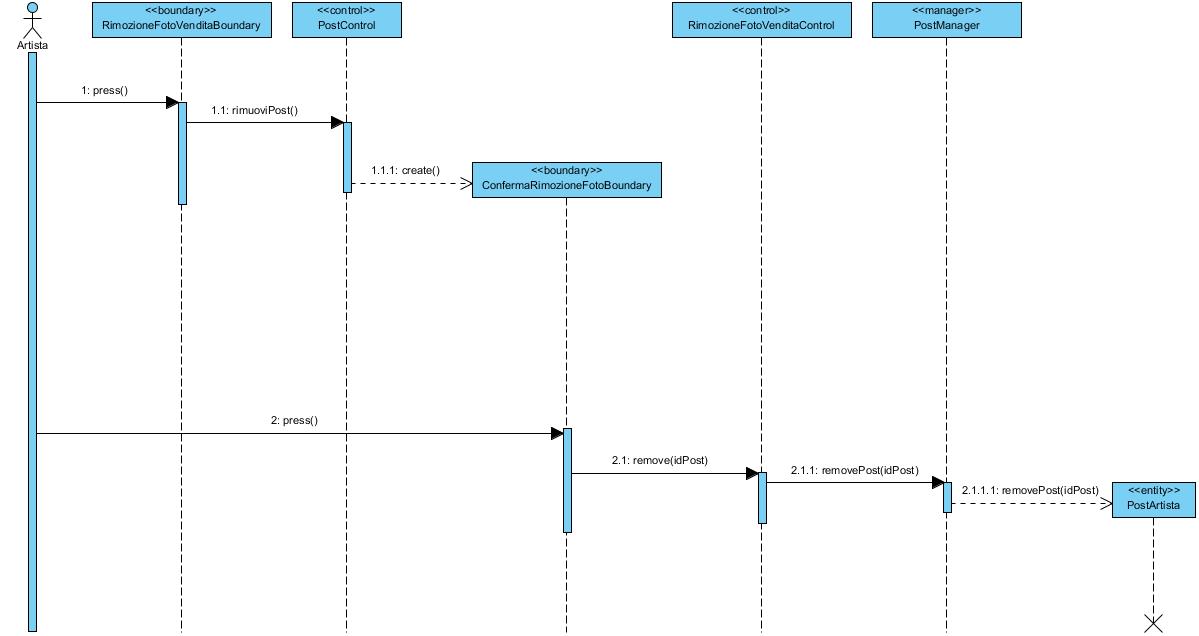 Artista
<<boundary>>
RimozioneFotoVenditaBoundary
<<control>>
PostControl
<<control>>
RimozioneFotoVenditaControl
<<manager>>
PostManager
1: press()
1.1: rimuoviPost()
1.1.1: create()
<<boundary>>
ConfermaRimozioneFotoBoundary
2: press()
2.1: remove(idPost)
2.1.1: removePost(idPost)
2.1.1.1: removePost(idPost)
<<entity>>
PostArtista